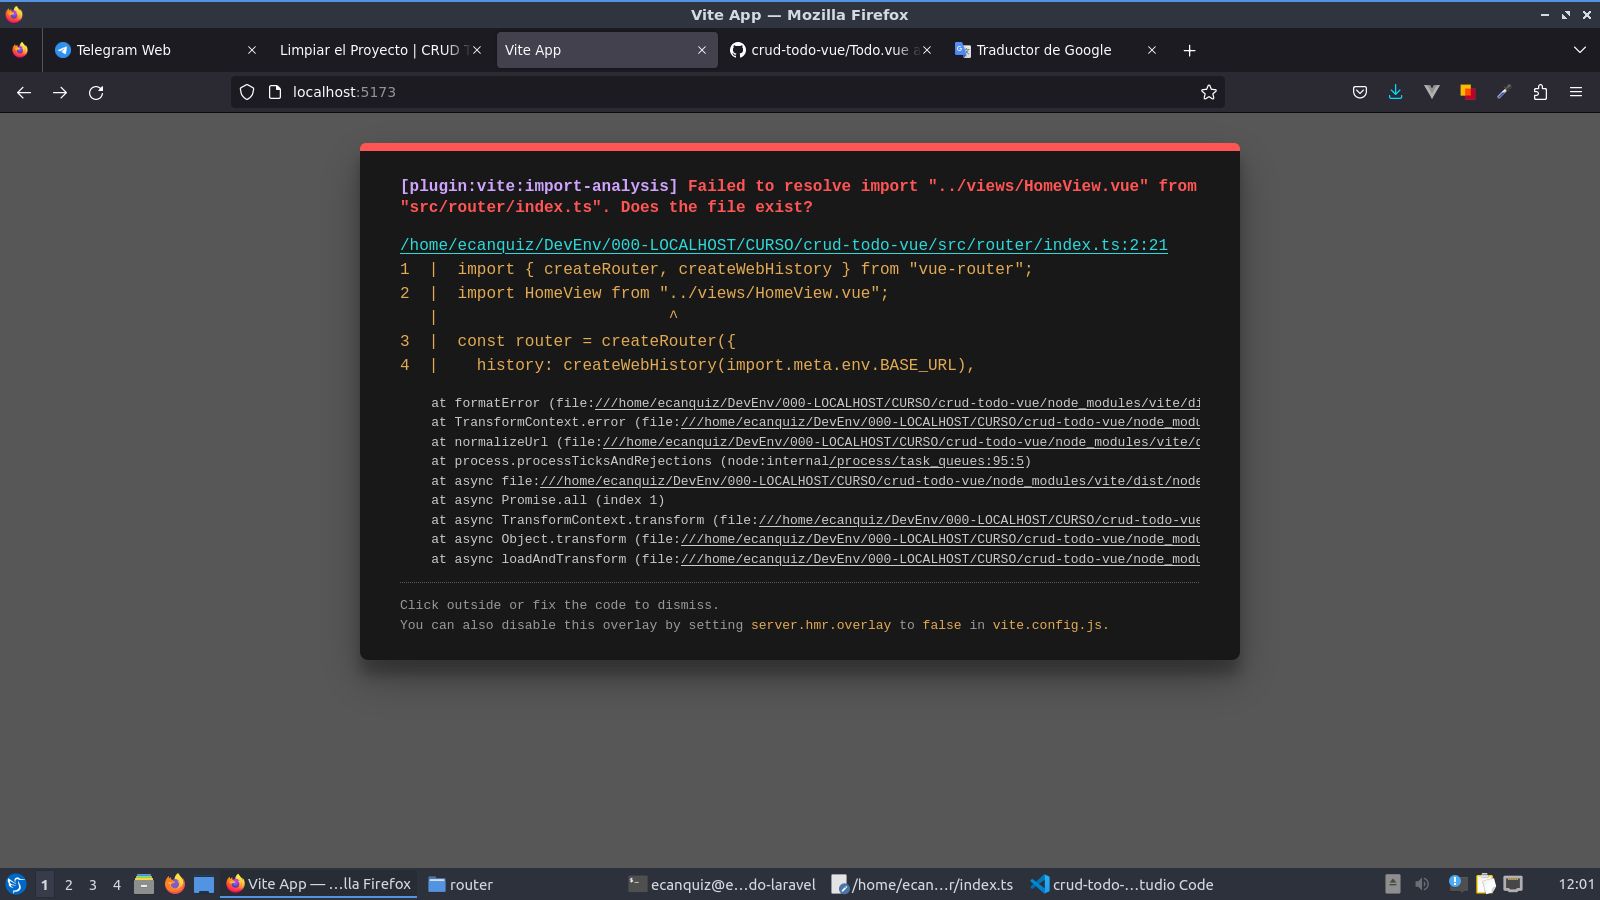 Vite App — Mozilla Firefox
Telegram Web
Limpiar el Proyecto | CRUD T
Vite App
crud-todo-vue/Todo.vue a
Traductor de Google
localhost:5173
[plugin:vite:import-analysis] Failed to resolve import "../views/HomeView.vue" from
"src/router/index.ts". Does the file exist?
/home/ecanquiz/DevEnv/000-LOCALHOST/CURSO/crud-todo-vue/src/router/index.ts:2:21
1  |  import { createRouter, createWebHistory } from "vue-router";
2  |  import HomeView from "../views/HomeView.vue";
   |                        ^
3  |  const router = createRouter({
4  |    history: createWebHistory(import.meta.env.BASE_URL),
at formatError (file:///home/ecanquiz/DevEnv/000-LOCALHOST/CURSO/crud-todo-vue/node_modules/vite/di
at TransformContext.error (file:///home/ecanquiz/DevEnv/000-LOCALHOST/CURSO/crud-todo-vue/node_modu
at normalizeUrl (file:///home/ecanquiz/DevEnv/000-LOCALHOST/CURSO/crud-todo-vue/node_modules/vite/d
at process.processTicksAndRejections (node:internal/process/task_queues:95:5)
at async file:///home/ecanquiz/DevEnv/000-LOCALHOST/CURSO/crud-todo-vue/node_modules/vite/dist/node
at async Promise.all (index 1)
at async TransformContext.transform (file:///home/ecanquiz/DevEnv/000-LOCALHOST/CURSO/crud-todo-vue
at async Object.transform (file:///home/ecanquiz/DevEnv/000-LOCALHOST/CURSO/crud-todo-vue/node_modu
at async loadAndTransform (file:///home/ecanquiz/DevEnv/000-LOCALHOST/CURSO/crud-todo-vue/node_modu
Click outside or fix the code to dismiss.
You can also disable this overlay by setting server.hmr.overlay to false in vite.config.js.
1 2 3 4
Vite App — …lla Firefox
router
ecanquiz@e…do-laravel
/home/ecan…r/index.ts
crud-todo-…tudio Code
12:01